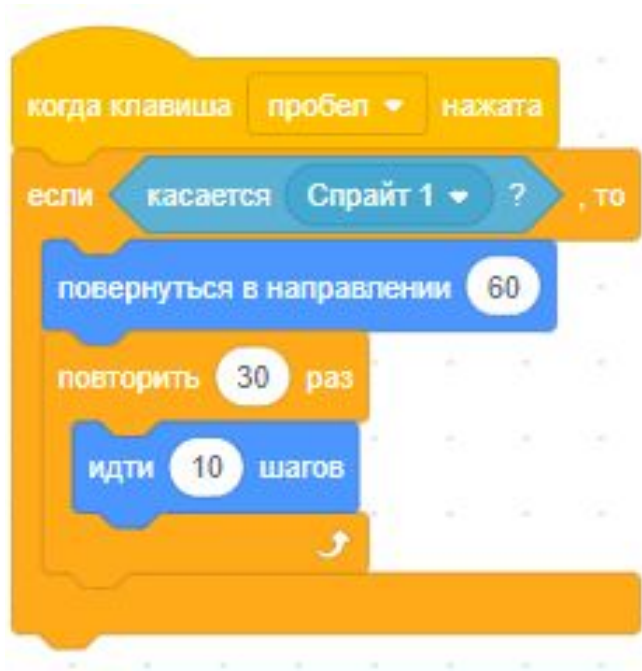 когда клавиша пробел нажата
если касается Спрайт 1 ? , то
повернуться в направлении 60
повторить 30 раз
идти 10 шагов